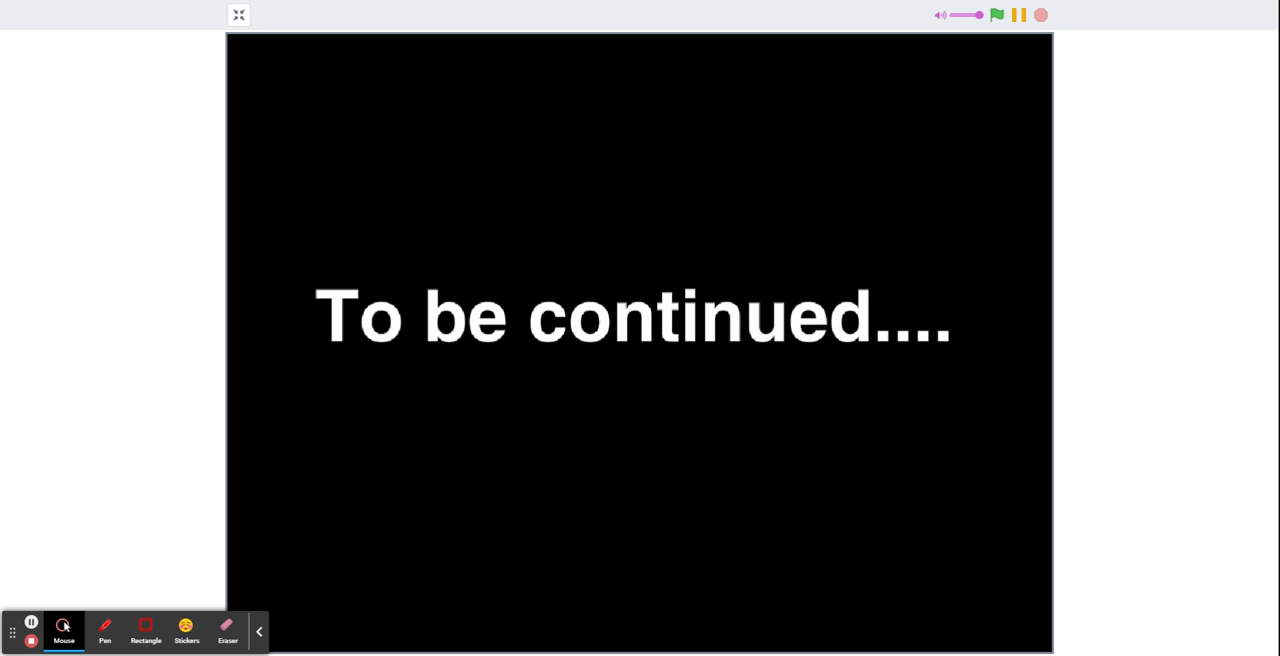 To be continued....
Mouse
Pen
Rectangle
Stickers
Eraser